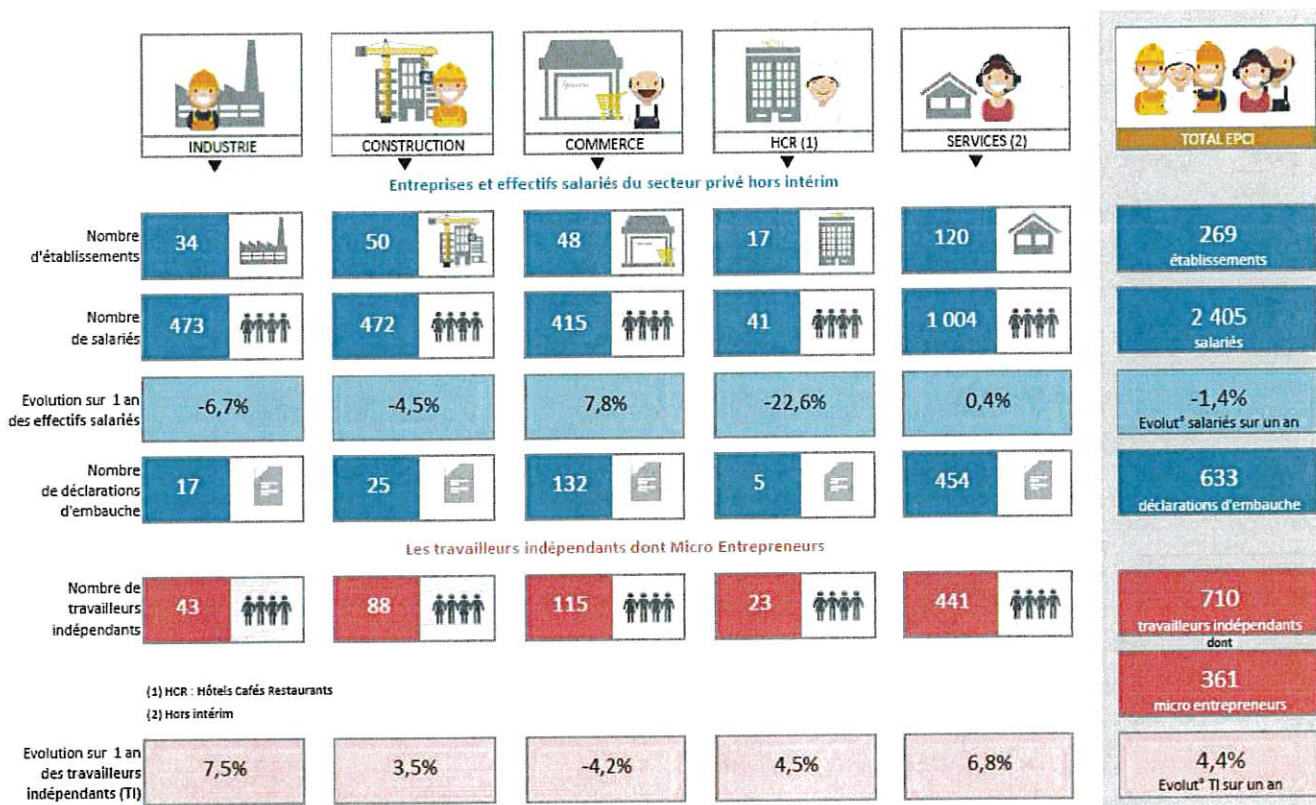 INDUSTRIE
CONSTRUCTION
COMMERCE
HCR (1)
SERVICES (2)
TOTAL EPCI
Entreprises et effectifs salariés du secteur privé hors intérim
Nombre
d'établissements
34
50
48
17
120
269
établissements
Nombre
de salariés
473
472
415
41
1 004
2 405
salariés
Evolution sur 1 an
des effectifs salariés
-6,7%
-4,5%
7,8%
-22,6%
0,4%
-1,4%
Evolut° salariés sur un an
Nombre
de déclarations
d'embauche
17
25
132
5
454
633
déclarations d'embauche
Les travailleurs indépendants dont Micro Entrepreneurs
Nombre de
travailleurs
indépendants
43
88
115
23
441
710
travailleurs indépendants
dont
361
micro entrepreneurs
(1) HCR : Hôtels Cafés Restaurants
(2) Hors intérim
Evolution sur 1 an
des travailleurs
indépendants (TI)
7,5%
3,5%
-4,2%
4,5%
6,8%
4,4%
Evolut° TI sur un an